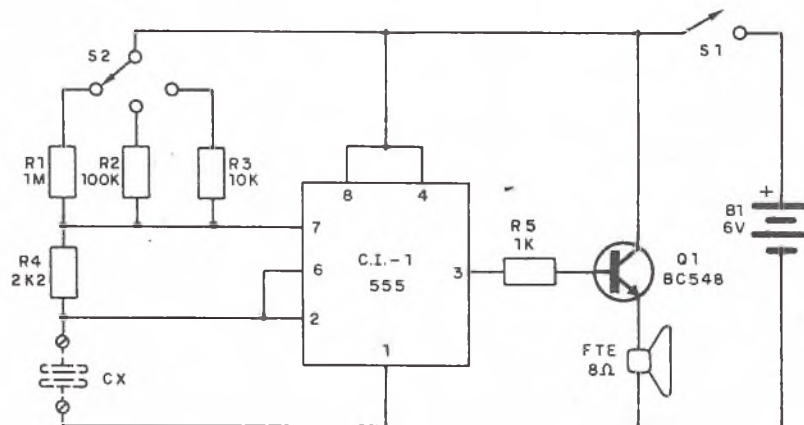 S2
S1
R1
1M
R2
100K
R3
10K
8
4
+
B1
6V
7
R5
1K
R4
2K2
6
C.I.-1
555
3
Q1
BC548
2
1
CX
FTE
8Ω